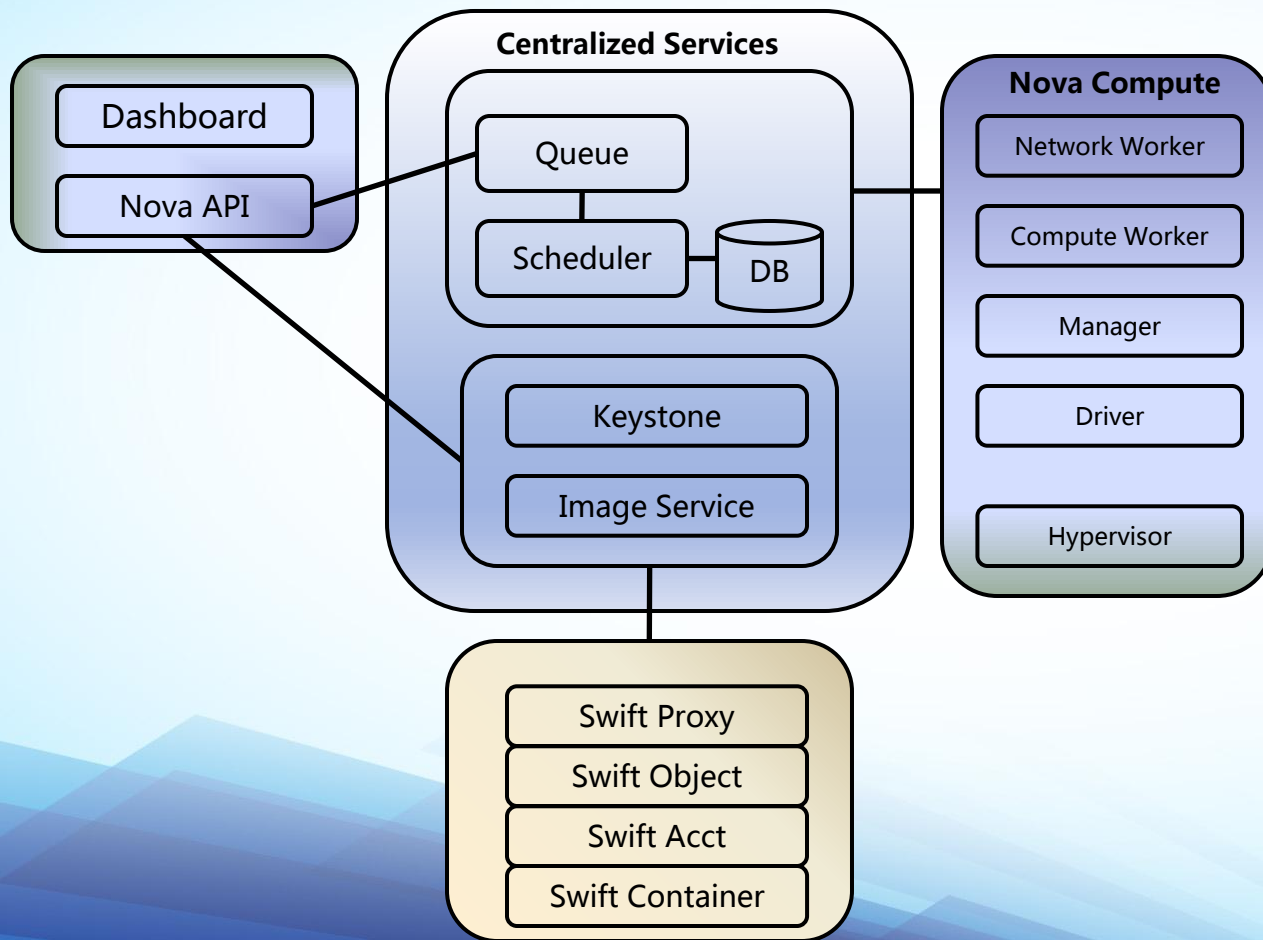 Centralized Services
Dashboard
Nova API
Queue
Scheduler
DB
Keystone
Image Service
Nova Compute
Network Worker
Compute Worker
Manager
Driver
Hypervisor
Swift Proxy
Swift Object
Swift Acct
Swift Container